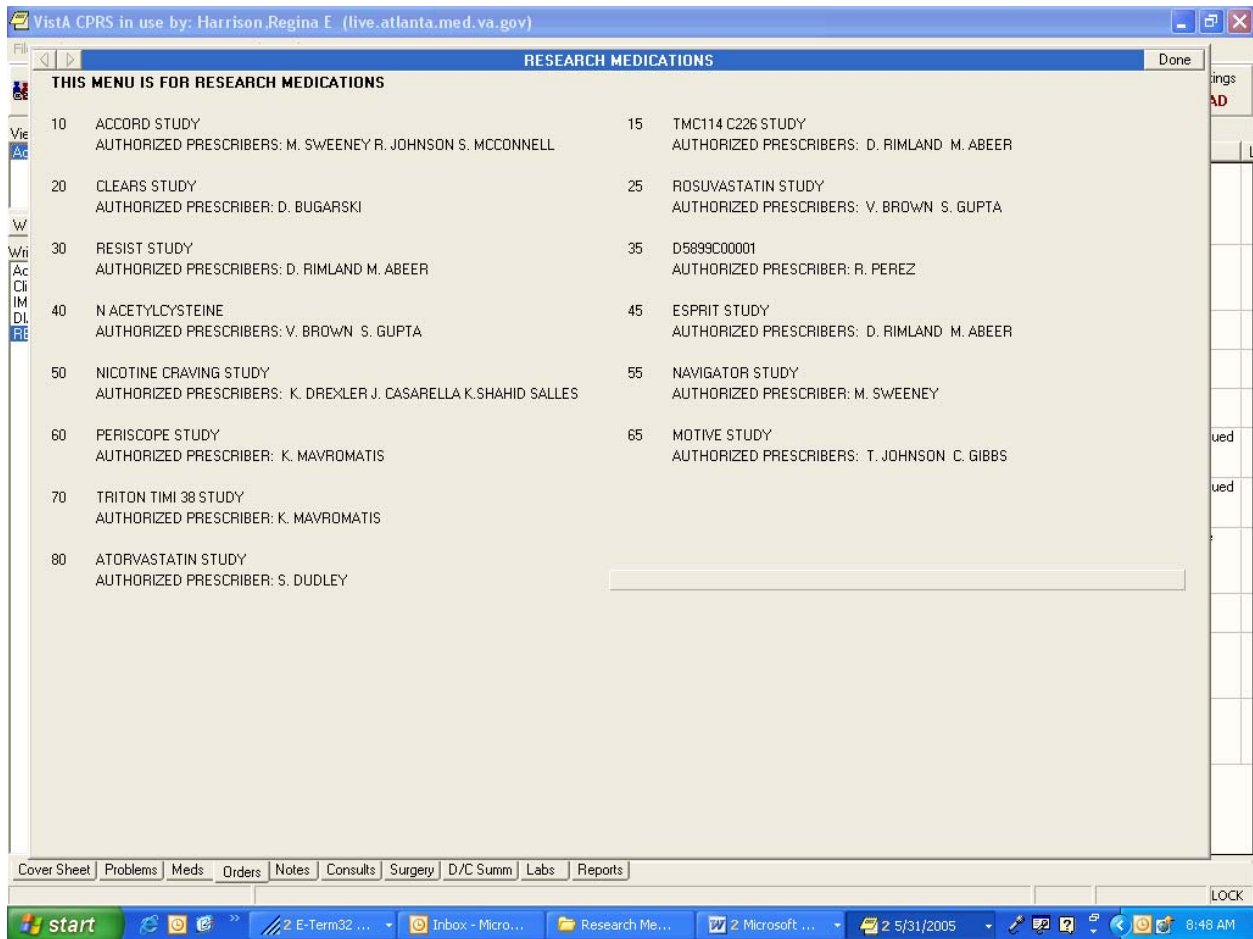 VistA CPRS in use by: Harrison,Regina E (live.atlanta.med.va.gov)
RESEARCH MEDICATIONS
Done
THIS MENU IS FOR RESEARCH MEDICATIONS
10 ACCORD STUDY
AUTHORIZED PRESCRIBERS: M. SWEENEY R. JOHNSON S. MCCONNELL
20 CLEARS STUDY
AUTHORIZED PRESCRIBER: D. BUGARSKI
30 RESIST STUDY
AUTHORIZED PRESCRIBERS: D. RIMLAND M. ABEER
40 N ACETYLCYSTEINE
AUTHORIZED PRESCRIBERS: V. BROWN S. GUPTA
50 NICOTINE CRAVING STUDY
AUTHORIZED PRESCRIBERS: K. DREXLER J. CASARELLA K.SHAHID SALLES
60 PERISCOPE STUDY
AUTHORIZED PRESCRIBER: K. MAVROMATIS
70 TRITON TIMI 38 STUDY
AUTHORIZED PRESCRIBER: K. MAVROMATIS
80 ATORVASTATIN STUDY
AUTHORIZED PRESCRIBER: S. DUDLEY
15 TMC114 C226 STUDY
AUTHORIZED PRESCRIBERS: D. RIMLAND M. ABEER
25 ROSUVASTATIN STUDY
AUTHORIZED PRESCRIBERS: V. BROWN S. GUPTA
35 D5899C00001
AUTHORIZED PRESCRIBER: R. PEREZ
45 ESPRIT STUDY
AUTHORIZED PRESCRIBERS: D. RIMLAND M. ABEER
55 NAVIGATOR STUDY
AUTHORIZED PRESCRIBER: M. SWEENEY
65 MOTIVE STUDY
AUTHORIZED PRESCRIBERS: T. JOHNSON C. GIBBS
Cover Sheet Problems Meds Orders Notes Consults Surgery D/C Summ Labs Reports
LOCK
start 2 E-Term32 ... Inbox - Micro... Research Me... 2 Microsoft ... 2 5/31/2005 8:48 AM